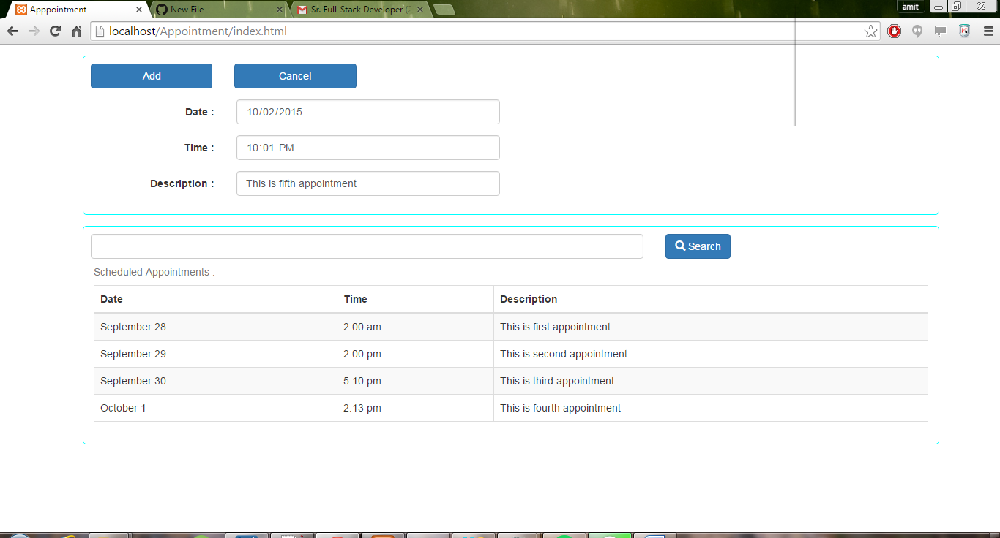 Apppointment
New File
Sr. Full-Stack Developer (2
amit
localhost/Appointment/index.html
Add Cancel
Date : 10/02/2015
Time : 10:01 PM
Description : This is fifth appointment
Search
Scheduled Appointments :
Date Time Description
September 28 2:00 am This is first appointment
September 29 2:00 pm This is second appointment
September 30 5:10 pm This is third appointment
October 1 2:13 pm This is fourth appointment